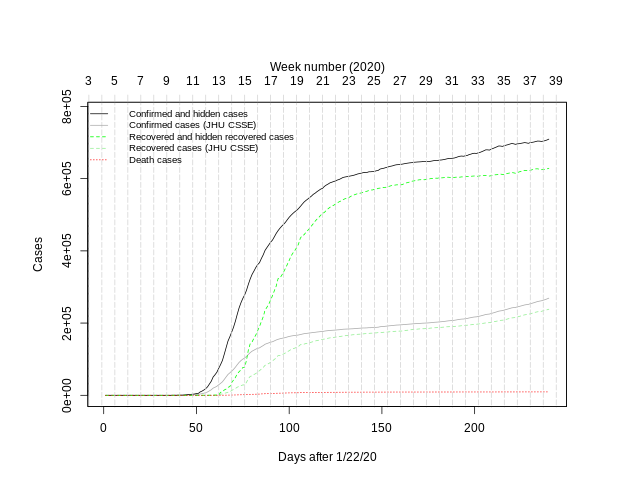 Week number (2020)
3 5 7 9 11 13 15 17 19 21 23 25 27 29 31 33 35 37 39
Confirmed and hidden cases
Confirmed cases (JHU CSSE)
Recovered and hidden recovered cases
Recovered cases (JHU CSSE)
Death cases
8e+05
6e+05
4e+05
2e+05
0e+00
Cases
0 50 100 150 200
Days after 1/22/20